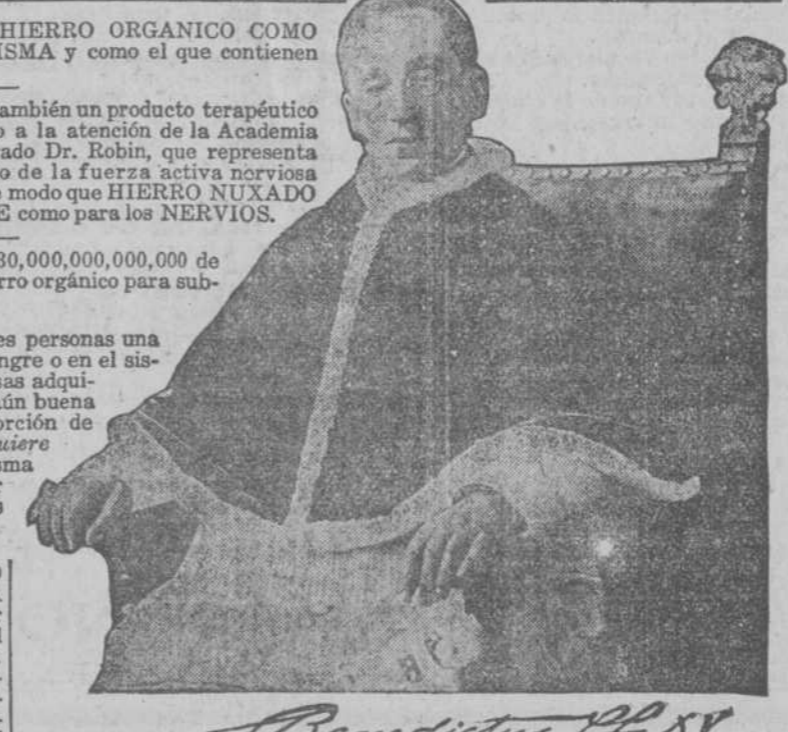 HIERRO ORGANICO COMO
ISMA y como el que contienen
ambién un producto terapéutico
o a la atención de la Academia
ado Dr. Robin, que representa
o de la fuerza activa nerviosa
modo que HIERRO NUXADO
E como para los NERVIOS.
30,000,000,000,000 de
rro orgánico para sub-
es personas una
ngre o en el sis-
sas adqui-
ún buena
orción de
uiere
sma
Benedictus PP. XV